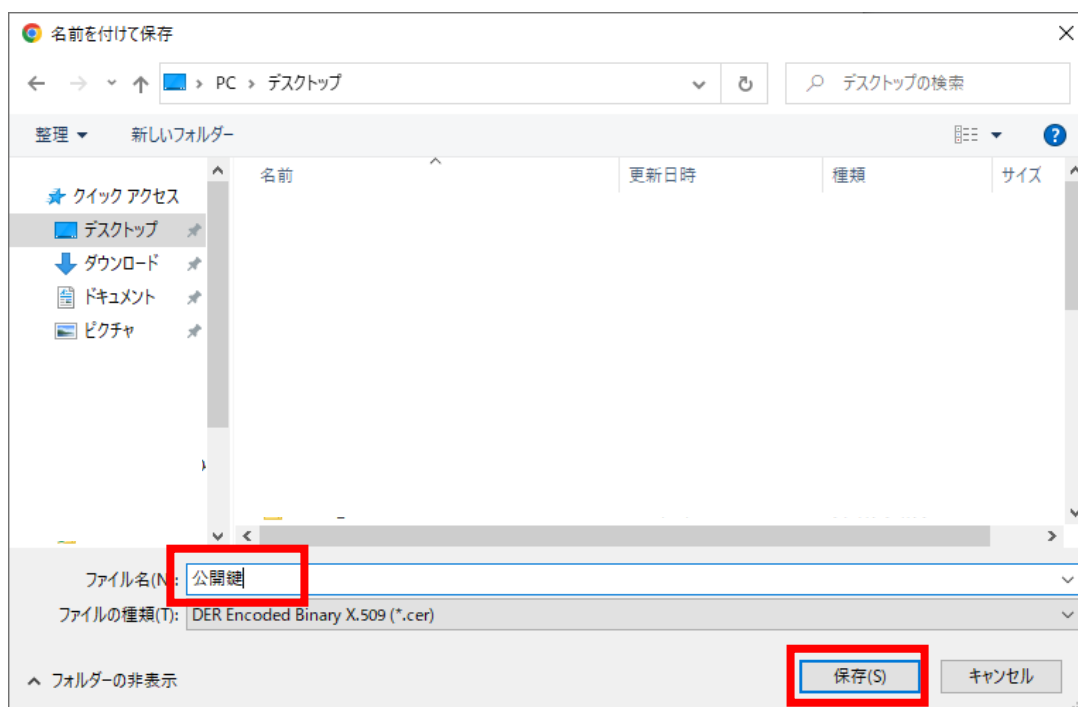 名前を付けて保存
PC › デスクトップ
デスクトップの検索
整理 新しいフォルダー
名前 更新日時 種類 サイズ
クイック アクセス
デスクトップ
ダウンロード
ドキュメント
ピクチャ
ファイル名(N): 公開鍵
ファイルの種類(T): DER Encoded Binary X.509 (*.cer)
フォルダーの非表示
保存(S) キャンセル